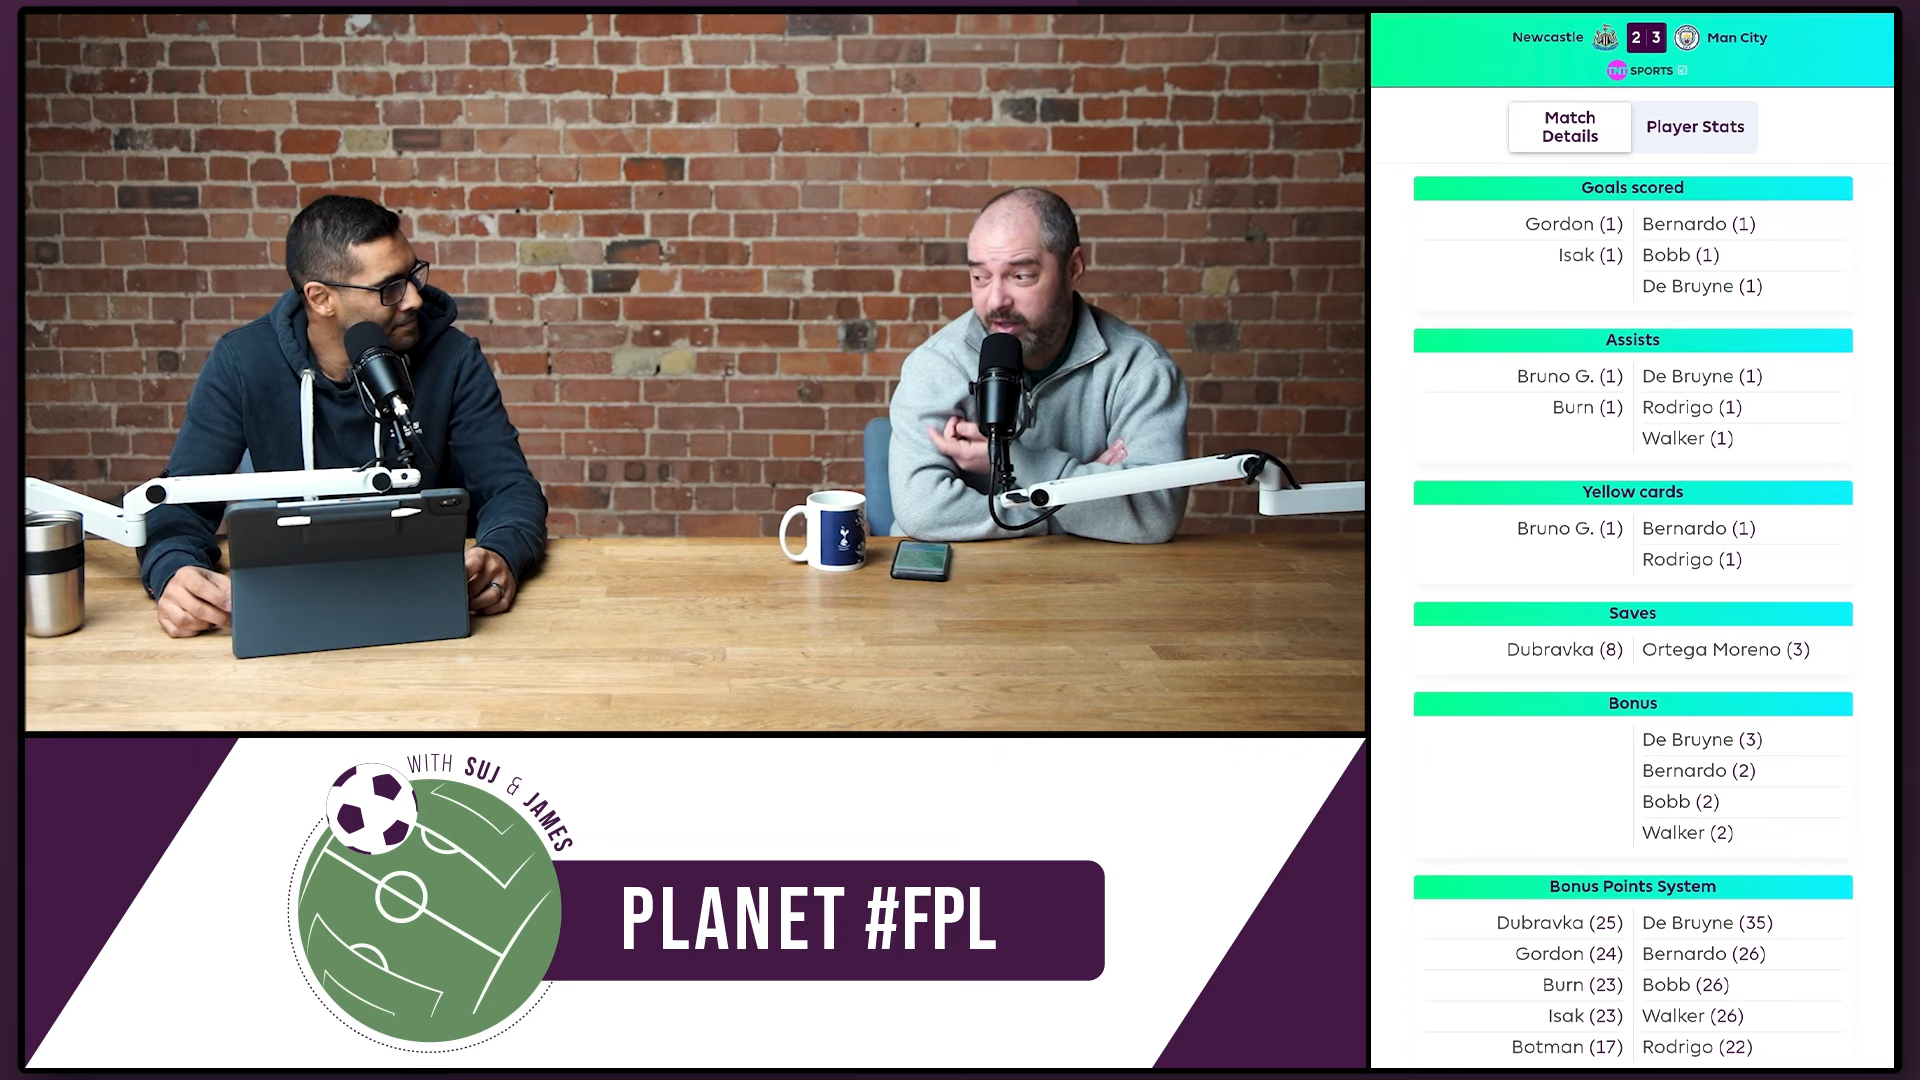 Newcastle 2 3 Man City
TNT SPORTS
Match Details
Player Stats
Goals scored
Gordon (1) Bernardo (1)
Isak (1) Bobb (1)
De Bruyne (1)
Assists
Bruno G. (1) De Bruyne (1)
Burn (1) Rodrigo (1)
Walker (1)
Yellow cards
Bruno G. (1) Bernardo (1)
Rodrigo (1)
Saves
Dubravka (8) Ortega Moreno (3)
Bonus
De Bruyne (3)
Bernardo (2)
Bobb (2)
Walker (2)
Bonus Points System
Dubravka (25) De Bruyne (35)
Gordon (24) Bernardo (26)
Burn (23) Bobb (26)
Isak (23) Walker (26)
Botman (17) Rodrigo (22)
WITH SUJ & JAMES
PLANET #FPL